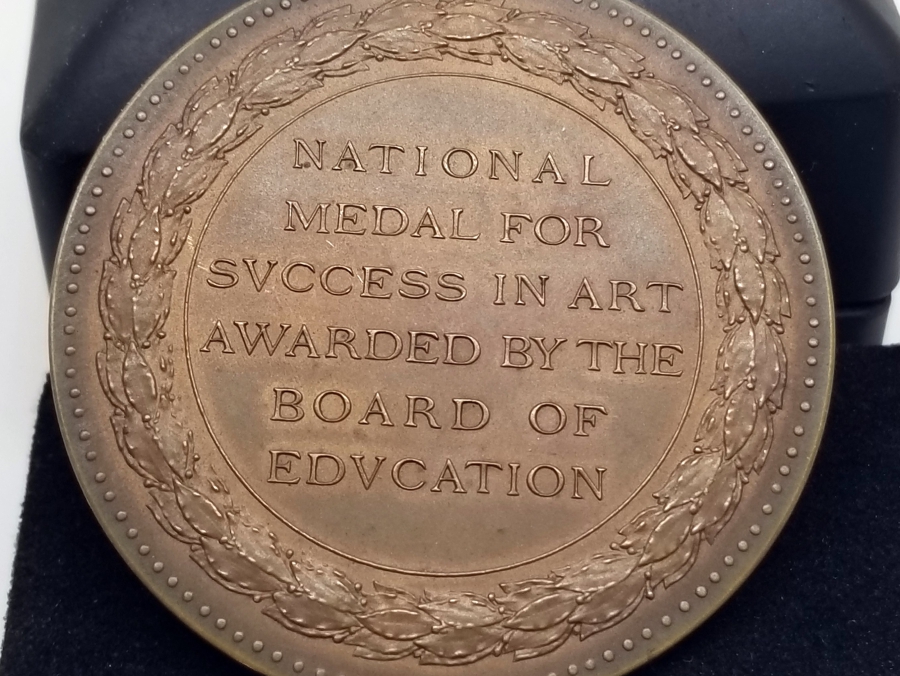 NATIONAL
MEDAL FOR
SVCCESS IN ART
AWARDED BY THE
BOARD OF
EDVCATION